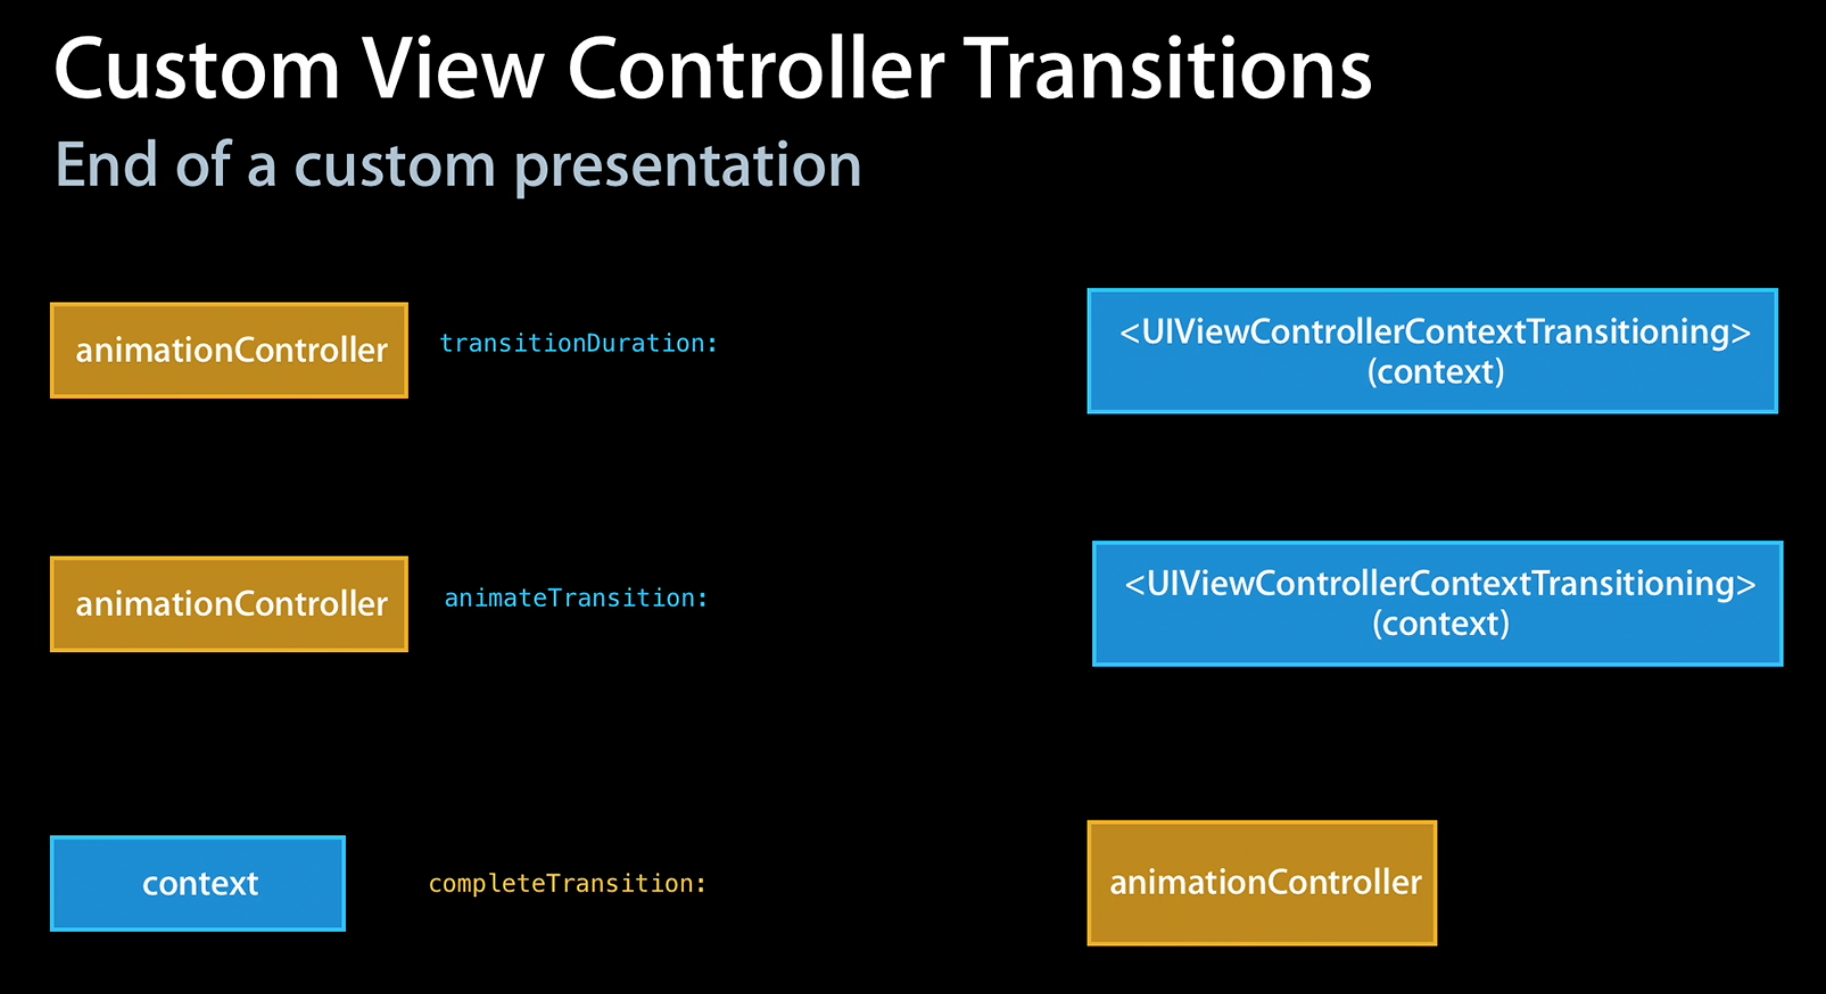 Custom View Controller Transitions
End of a custom presentation
animationController
transitionDuration:
<UIViewControllerContextTransitioning>
(context)
animationController
animateTransition:
<UIViewControllerContextTransitioning>
(context)
context
completeTransition:
animationController